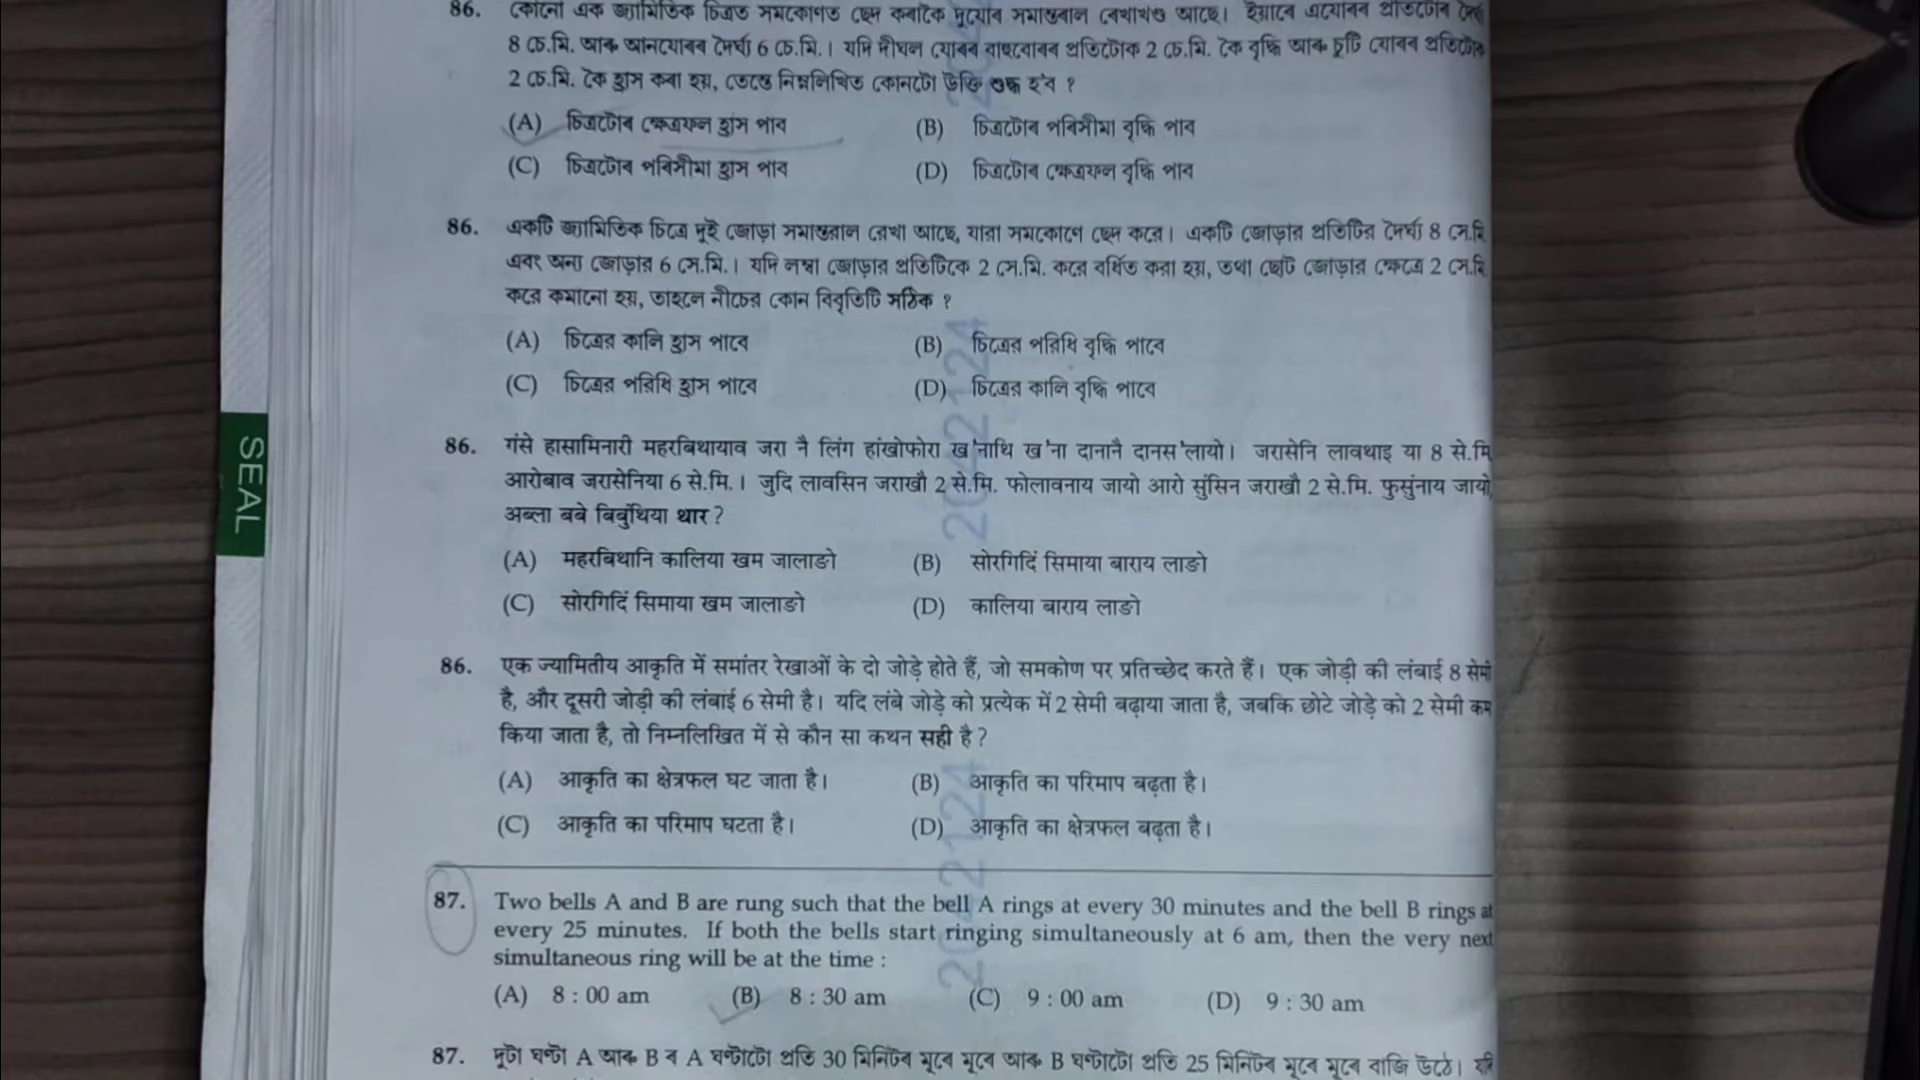 86. কোনো এক জ্যামিতিক চিত্ৰত সমকোণত ছেদ কৰাকৈ দুযোৰ সমান্তৰাল ৰেখাখণ্ড আছে। ইয়াৰে এযোৰৰ প্ৰতিটোৰ দৈৰ্ঘ্য
8 চে.মি. আৰু আনযোৰৰ দৈৰ্ঘ্য 6 চে.মি.। যদি দীঘল যোৰৰ বাহুবোৰৰ প্ৰতিটোক 2 চে.মি. কৈ বৃদ্ধি আৰু চুটি যোৰৰ প্ৰতিটোক
2 চে.মি. কৈ হ্ৰাস কৰা হয়, তেন্তে নিম্নলিখিত কোনটো উক্তি শুদ্ধ হ'ব ?
(A) চিত্ৰটোৰ ক্ষেত্ৰফল হ্ৰাস পাব (B) চিত্ৰটোৰ পৰিসীমা বৃদ্ধি পাব
(C) চিত্ৰটোৰ পৰিসীমা হ্ৰাস পাব (D) চিত্ৰটোৰ ক্ষেত্ৰফল বৃদ্ধি পাব
86. একটি জ্যামিতিক চিত্রে দুই জোড়া সমান্তরাল রেখা আছে, যারা সমকোণে ছেদ করে। একটি জোড়ার প্রতিটির দৈর্ঘ্য 8 সে.মি
এবং অন্য জোড়ার 6 সে.মি.। যদি লম্বা জোড়ার প্রতিটিকে 2 সে.মি. করে বর্ধিত করা হয়, তথা ছোট জোড়ার ক্ষেত্রে 2 সে.মি
করে কমানো হয়, তাহলে নীচের কোন বিবৃতিটি সঠিক ?
(A) চিত্রের কালি হ্রাস পাবে (B) চিত্রের পরিধি বৃদ্ধি পাবে
(C) চিত্রের পরিধি হ্রাস পাবে (D) চিত্রের কালি বৃদ্ধি পাবে
SEAL
86. गंसे हासामिनारी महरबिथायाव जरा नै लिंग हांखोफोरा ख'नाथि ख'ना दानानै दानस'लायो। जरासेनि लावथाइ या 8 से.मि
आरोबाव जरासेनिया 6 से.मि.। जुदि लावसिन जराखौ 2 से.मि. फोलावनाय जायो आरो सुंसिन जराखौ 2 से.मि. फुसुंनाय जायो
अब्ला बबे बिबुंथिया थार ?
(A) महरबिथानि कालिया खम जालाङो (B) सोरगिदिं सिमाया बाराय लाङो
(C) सोरगिदिं सिमाया खम जालाङो (D) कालिया बाराय लाङो
86. एक ज्यामितीय आकृति में समांतर रेखाओं के दो जोड़े होते हैं, जो समकोण पर प्रतिच्छेद करते हैं। एक जोड़ी की लंबाई 8 सेमी
है, और दूसरी जोड़ी की लंबाई 6 सेमी है। यदि लंबे जोड़े को प्रत्येक में 2 सेमी बढ़ाया जाता है, जबकि छोटे जोड़े को 2 सेमी कम
किया जाता है, तो निम्नलिखित में से कौन सा कथन सही है ?
(A) आकृति का क्षेत्रफल घट जाता है। (B) आकृति का परिमाप बढ़ता है।
(C) आकृति का परिमाप घटता है। (D) आकृति का क्षेत्रफल बढ़ता है।
2042124
87. Two bells A and B are rung such that the bell A rings at every 30 minutes and the bell B rings at
every 25 minutes. If both the bells start ringing simultaneously at 6 am, then the very next
simultaneous ring will be at the time :
(A) 8 : 00 am (B) 8 : 30 am (C) 9 : 00 am (D) 9 : 30 am
87. দুটা ঘণ্টা A আৰু B ৰ A ঘণ্টাটো প্ৰতি 30 মিনিটৰ মূৰে মূৰে আৰু B ঘণ্টাটো প্ৰতি 25 মিনিটৰ মূৰে মূৰে বাজি উঠে। যদি